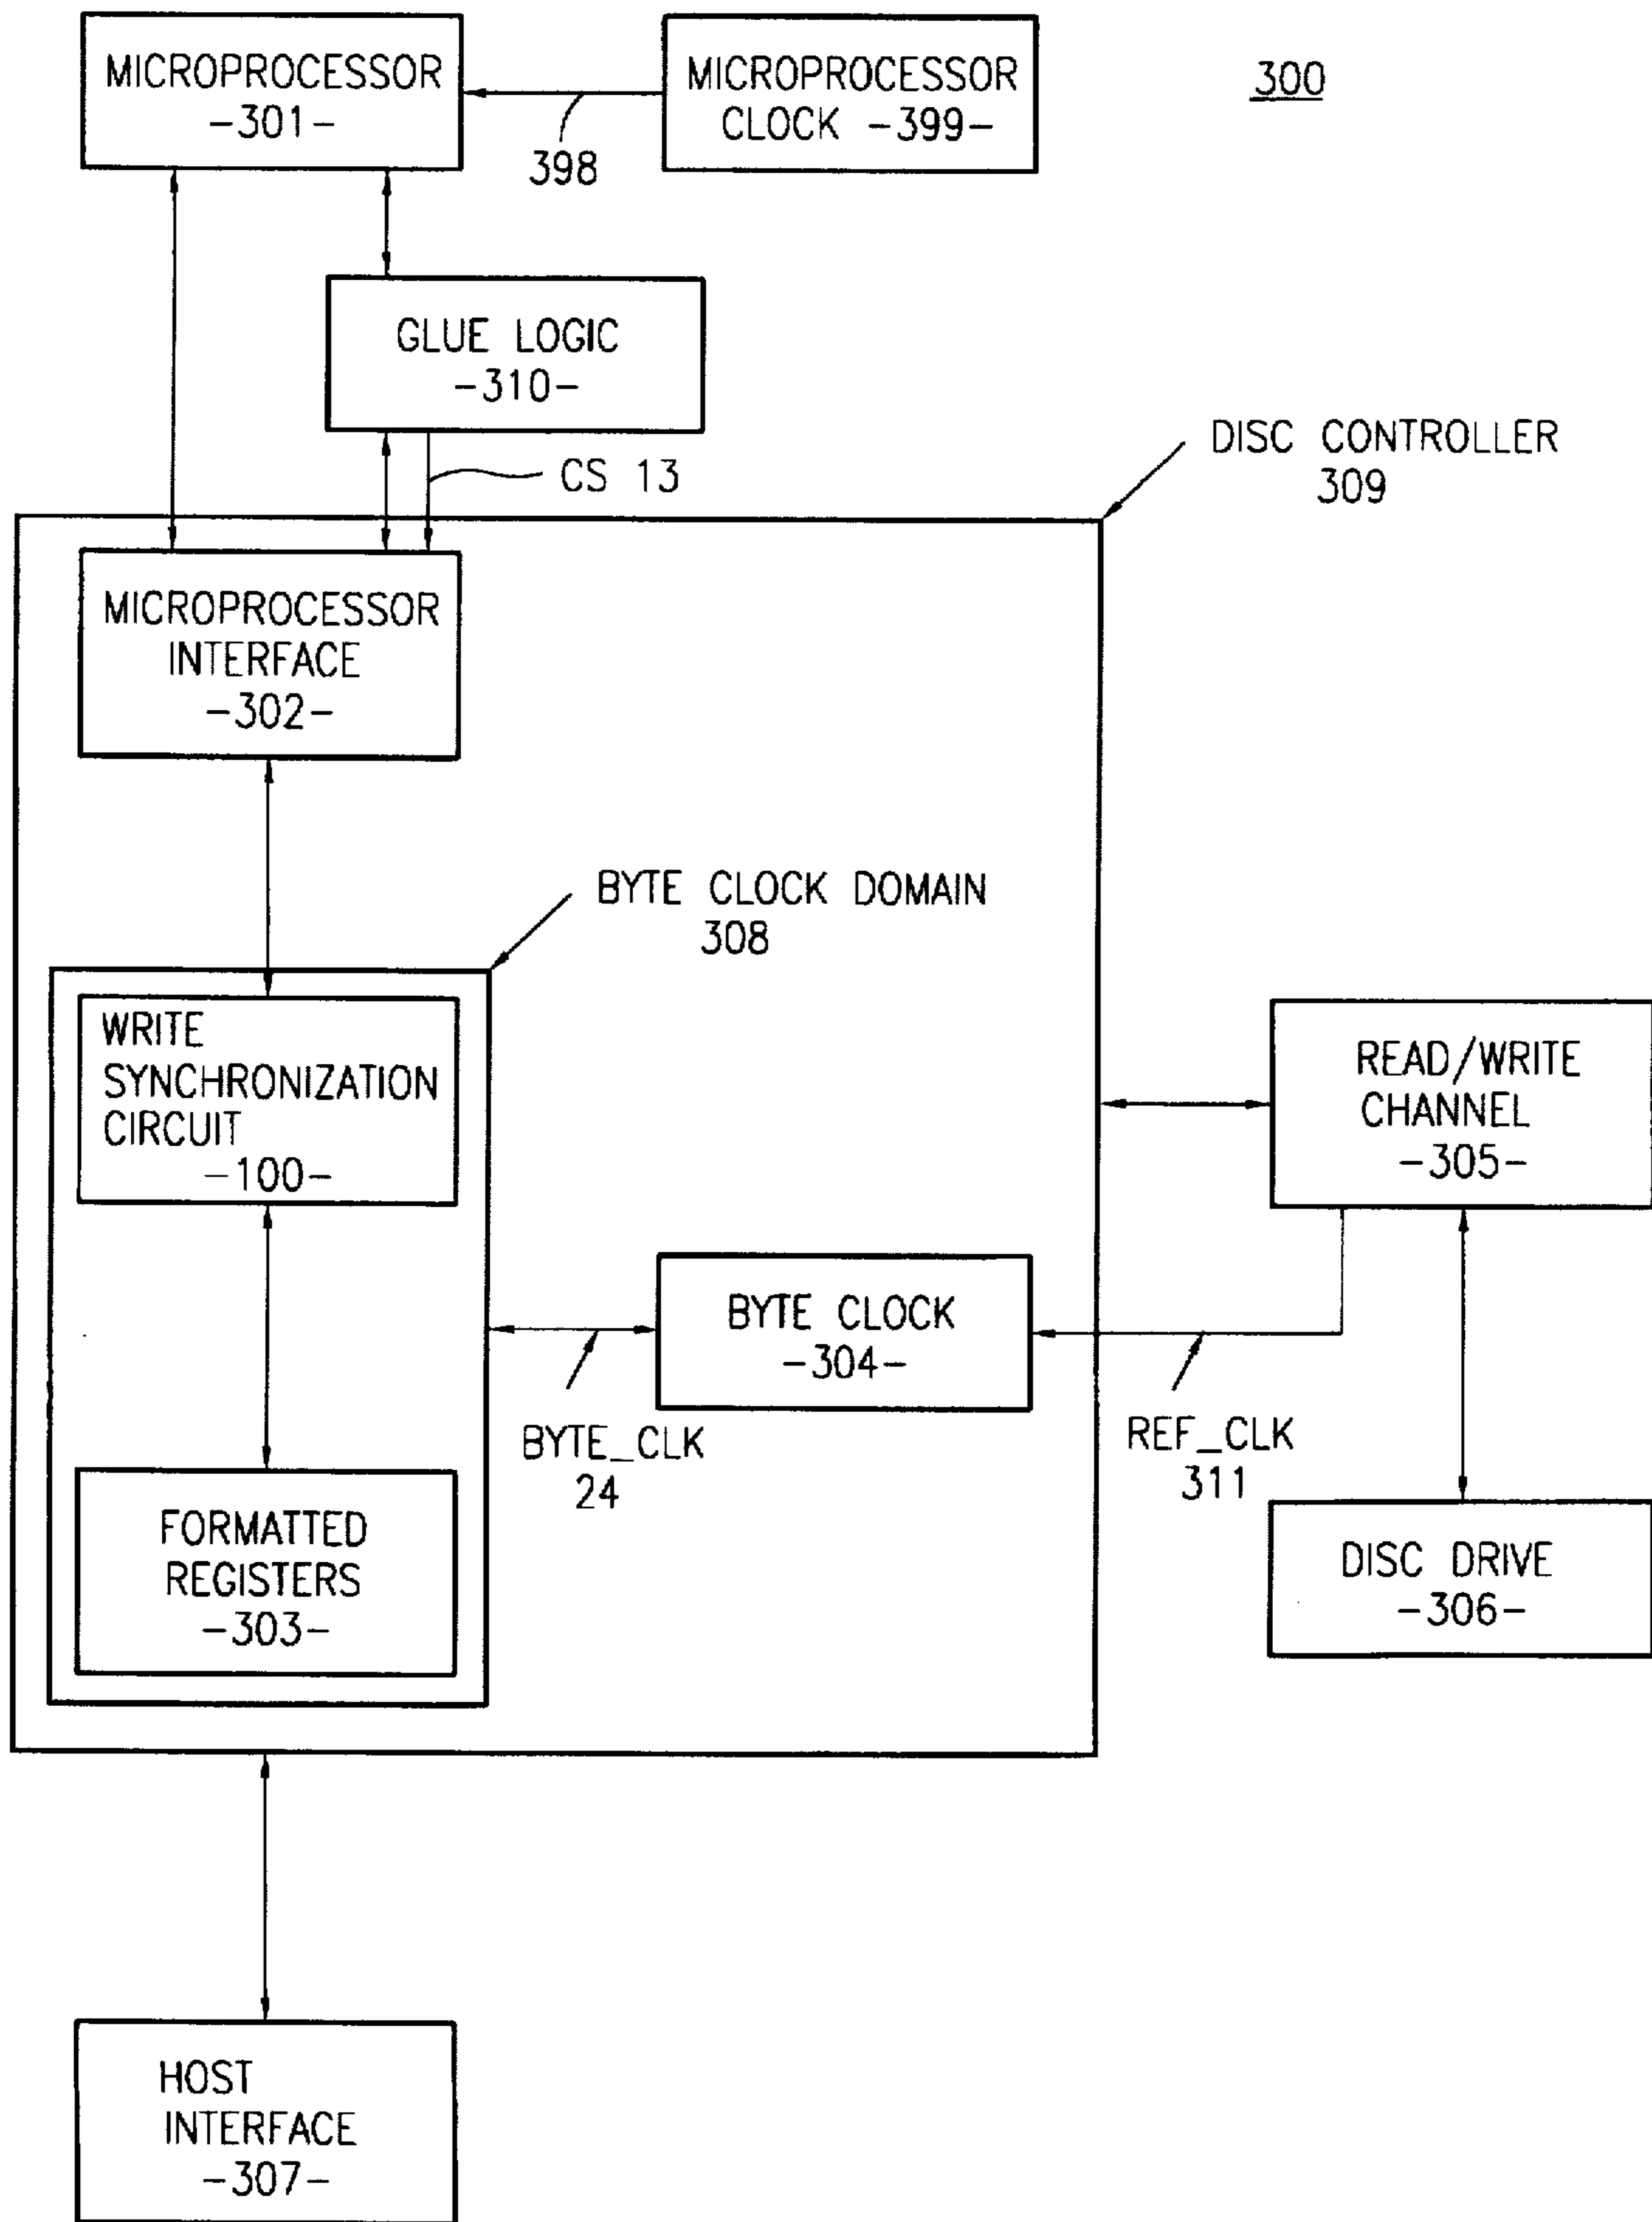 MICROPROCESSOR
-301-
MICROPROCESSOR
CLOCK -399-
300
398
GLUE LOGIC
-310-
CS 13
DISC CONTROLLER
309
MICROPROCESSOR
INTERFACE
-302-
BYTE CLOCK DOMAIN
308
WRITE
SYNCHRONIZATION
CIRCUIT
-100-
READ/WRITE
CHANNEL
-305-
BYTE CLOCK
-304-
BYTE_CLK
24
REF_CLK
311
FORMATTED
REGISTERS
-303-
DISC DRIVE
-306-
HOST
INTERFACE
-307-